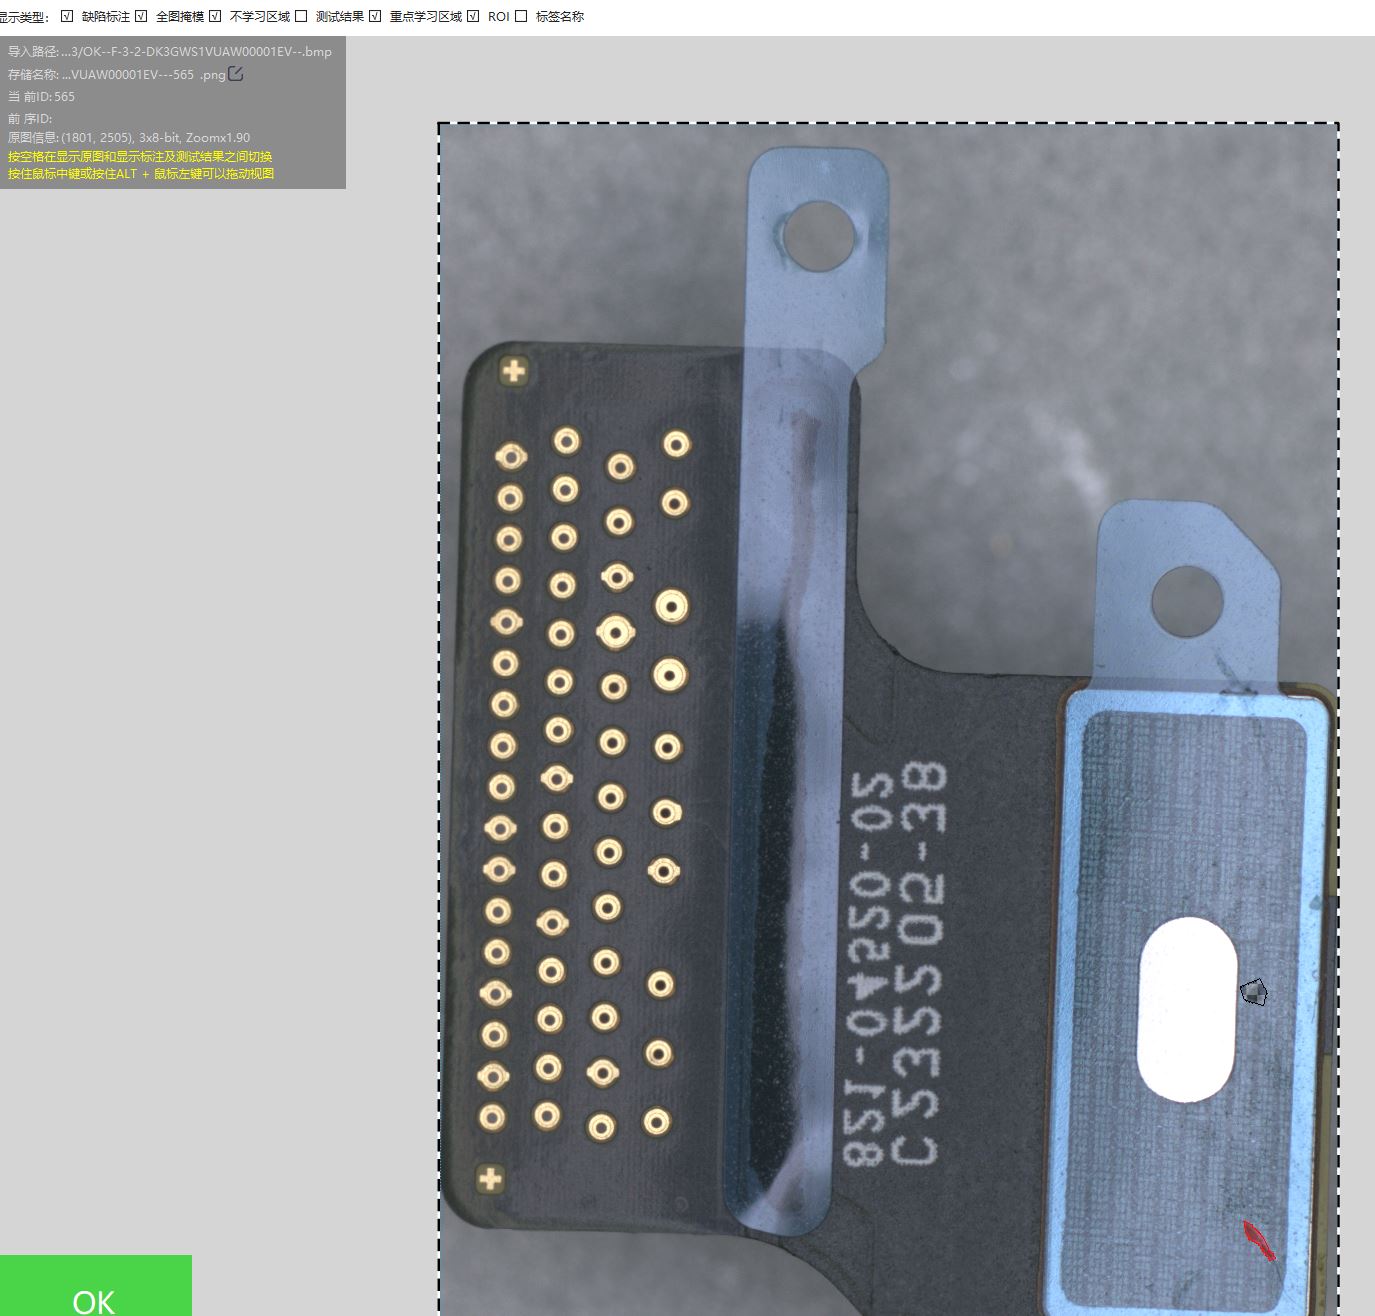 显示类型:
缺陷标注
全图掩模
不学习区域
测试结果
重点学习区域
ROI
标签名称
导入路径: ...3/OK--F-3-2-DK3GWS1VUAW00001EV--.bmp
存储名称: ...VUAW00001EV---565 .png
当 前ID: 565
前 序ID:
原图信息: (1801, 2505), 3x8-bit, Zoomx1.90
按空格在显示原图和显示标注及测试结果之间切换
按住鼠标中键或按住ALT + 鼠标左键可以拖动视图
OK